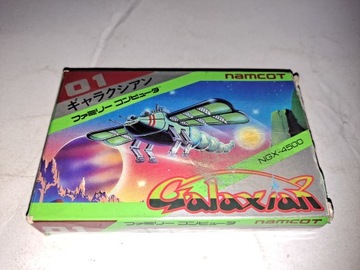 01
namcot
ギャラクシアン
ファミリー コンピュータ
NGX-4500
Galaxian
01
ファミリー コンピュータ
namcot